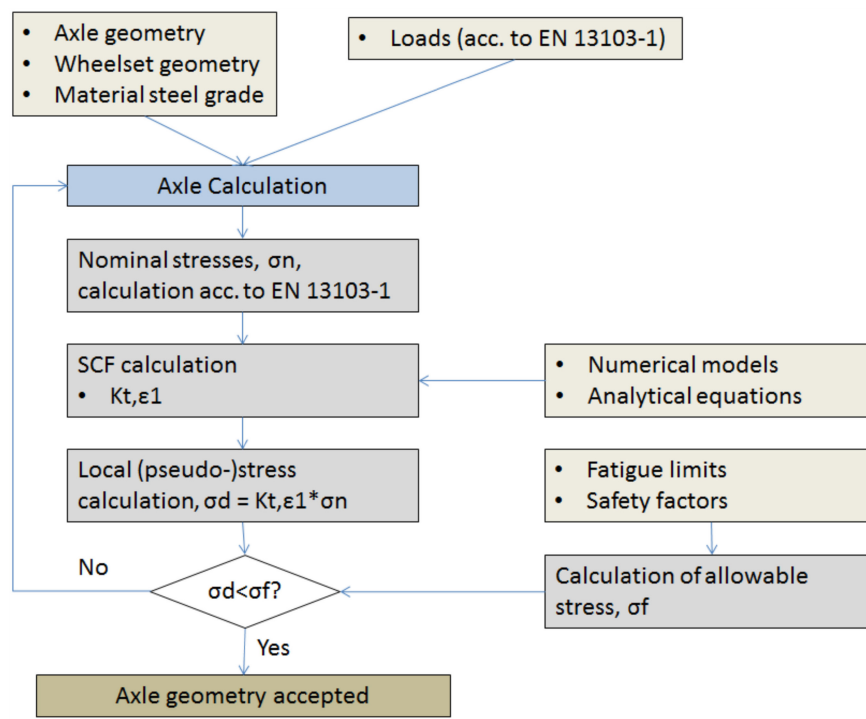 • Axle geometry
• Wheelset geometry
• Material steel grade
• Loads (acc. to EN 13103-1)
Axle Calculation
Nominal stresses, σn,
calculation acc. to EN 13103-1
SCF calculation
• Kt,ε1
• Numerical models
• Analytical equations
Local (pseudo-)stress
calculation, σd = Kt,ε1*σn
• Fatigue limits
• Safety factors
No
σd<σf?
Calculation of allowable
stress, σf
Yes
Axle geometry accepted